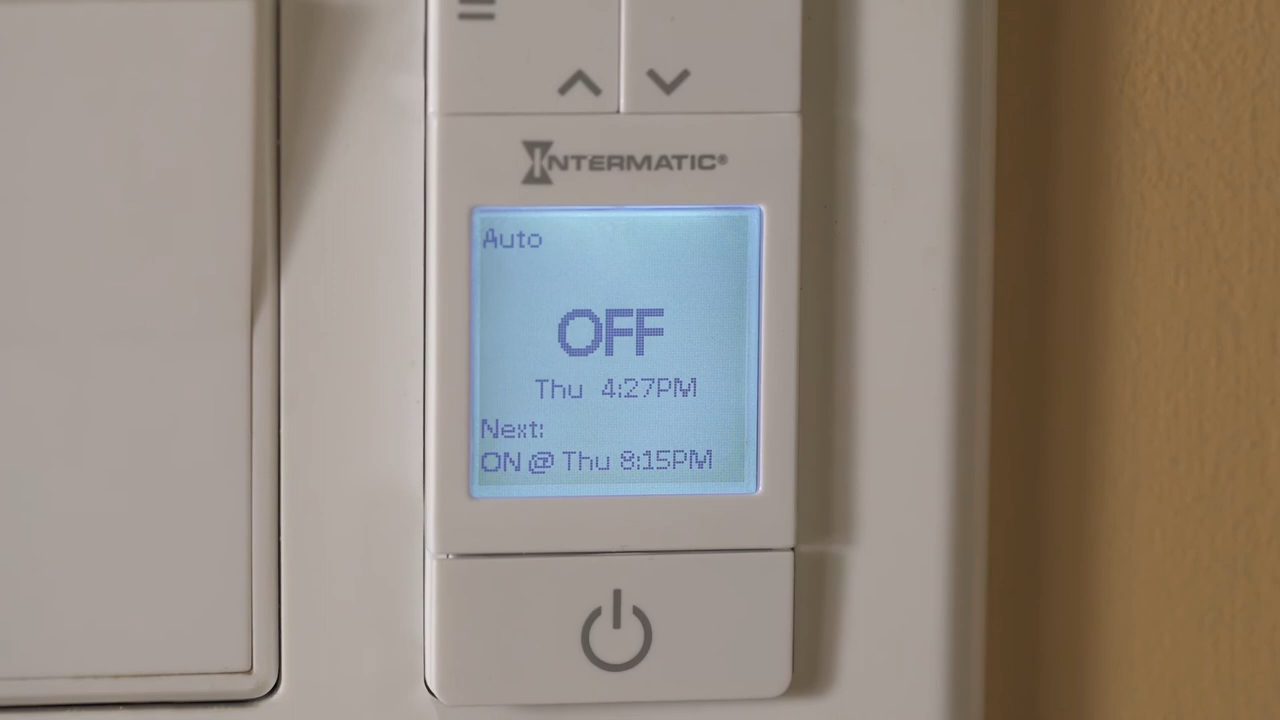 INTERMATIC®
Auto
OFF
Thu 4:27PM
Next:
ON @ Thu 8:15PM